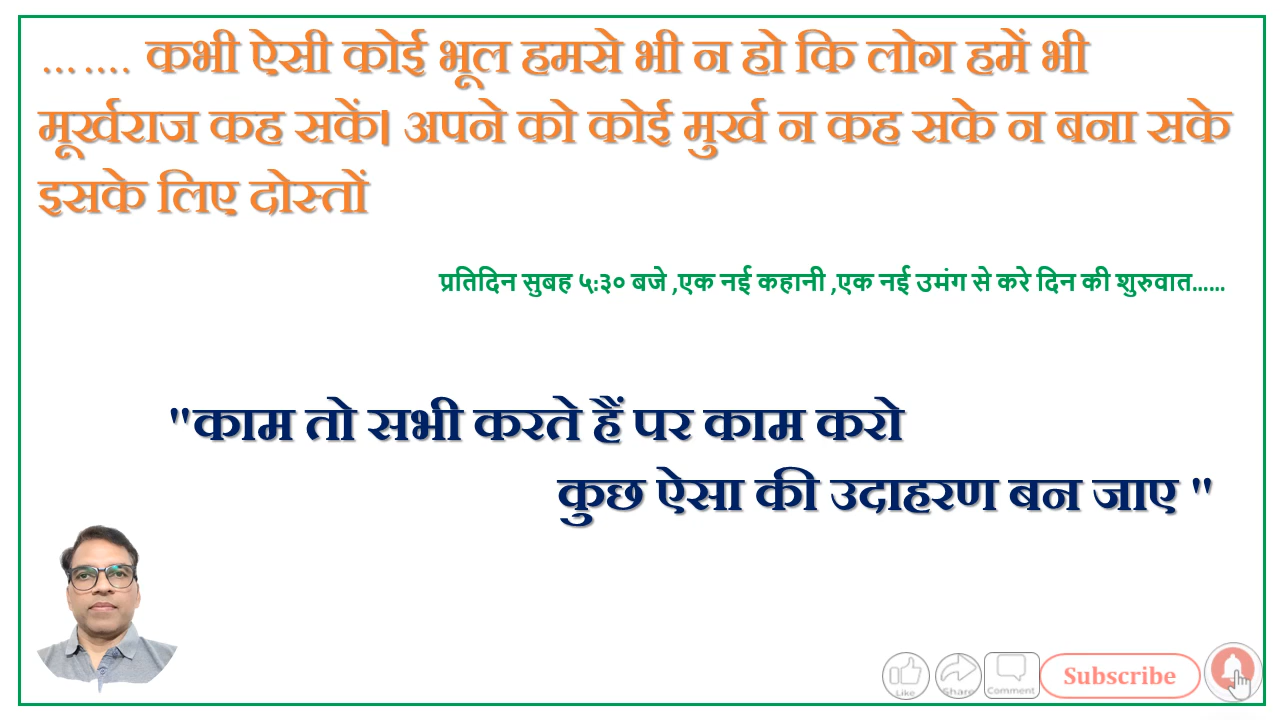 ....... कभी ऐसी कोई भूल हमसे भी न हो कि लोग हमें भी
मूर्खराज कह सकें। अपने को कोई मुर्ख न कह सके न बना सके
इसके लिए दोस्तों
प्रतिदिन सुबह ५:३० बजे ,एक नई कहानी ,एक नई उमंग से करे दिन की शुरुवात......
"काम तो सभी करते हैं पर काम करो
कुछ ऐसा की उदाहरण बन जाए "
Like
Share
Comment
Subscribe